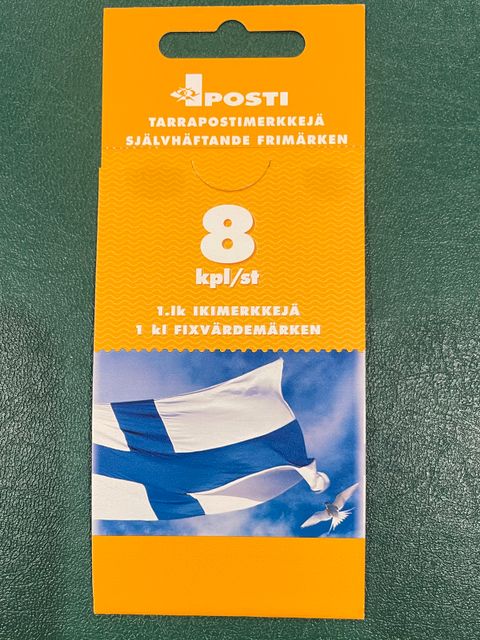 POSTI
TARRAPOSTIMERKKEJÄ
SJÄLVHÄFTANDE FRIMÄRKEN
8
kpl/st
1.lk IKIMERKKEJÄ
1 kl FIXVÄRDEMÄRKEN